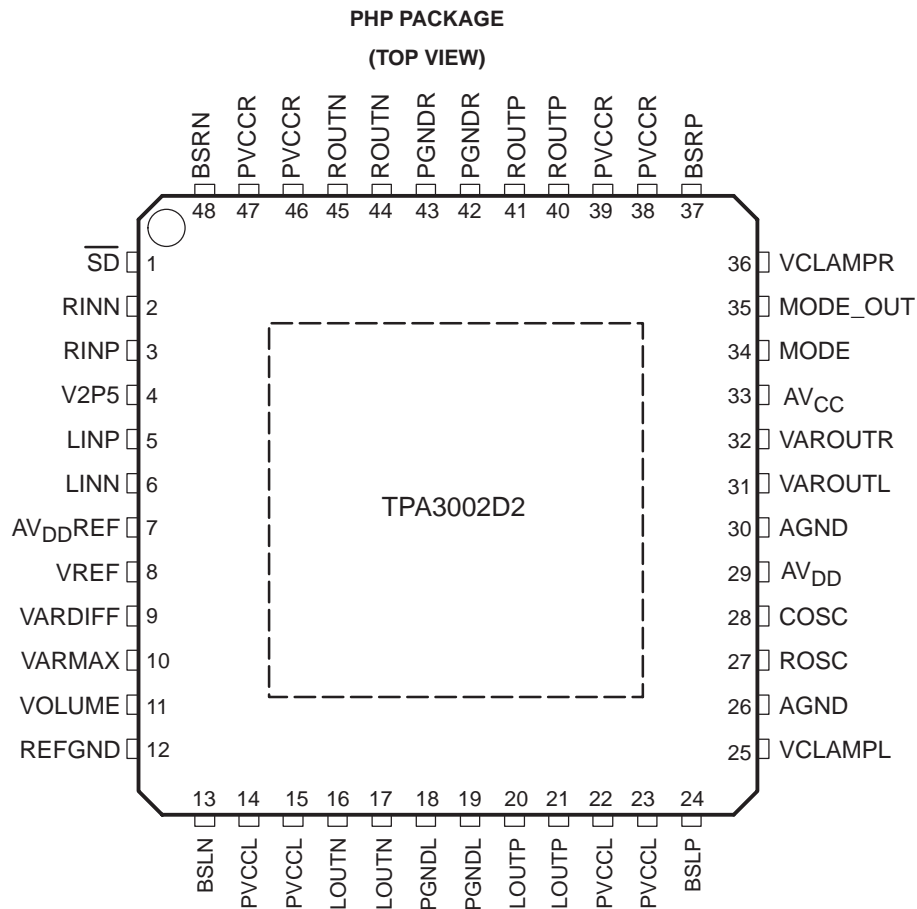 PHP PACKAGE
(TOP VIEW)
BSRN
PVCCR
PVCCR
ROUTN
ROUTN
PGNDR
PGNDR
ROUTP
ROUTP
PVCCR
PVCCR
BSRP
48 47 46 45 44 43 42 41 40 39 38 37
S̅D̅ 1
RINN 2
RINP 3
V2P5 4
LINP 5
LINN 6
AVDDREF 7
VREF 8
VARDIFF 9
VARMAX 10
VOLUME 11
REFGND 12
TPA3002D2
36 VCLAMPR
35 MODE_OUT
34 MODE
33 AVCC
32 VAROUTR
31 VAROUTL
30 AGND
29 AVDD
28 COSC
27 ROSC
26 AGND
25 VCLAMPL
13 14 15 16 17 18 19 20 21 22 23 24
BSLN
PVCCL
PVCCL
LOUTN
LOUTN
PGNDL
PGNDL
LOUTP
LOUTP
PVCCL
PVCCL
BSLP